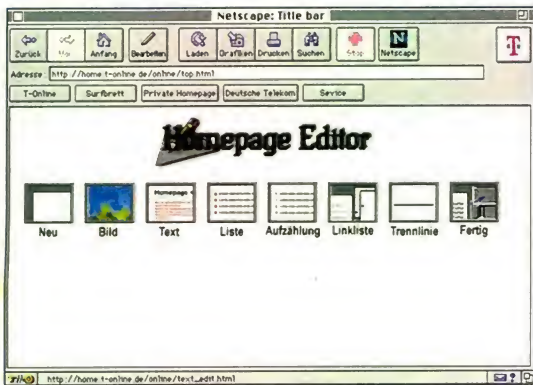 Netscape: Title bar
Zurück Vor Anfang Bearbeiten Laden Grafiken Drucken Suchen Stop Netscape
Adresse: http://home.t-online.de/online/top.html
T-Online Surfbrett Private Homepage Deutsche Telekom Service
Homepage Editor
Homepage
Neu Bild Text Liste Aufzählung Linkliste Trennlinie Fertig
http://home.t-online.de/online/text_edit.html